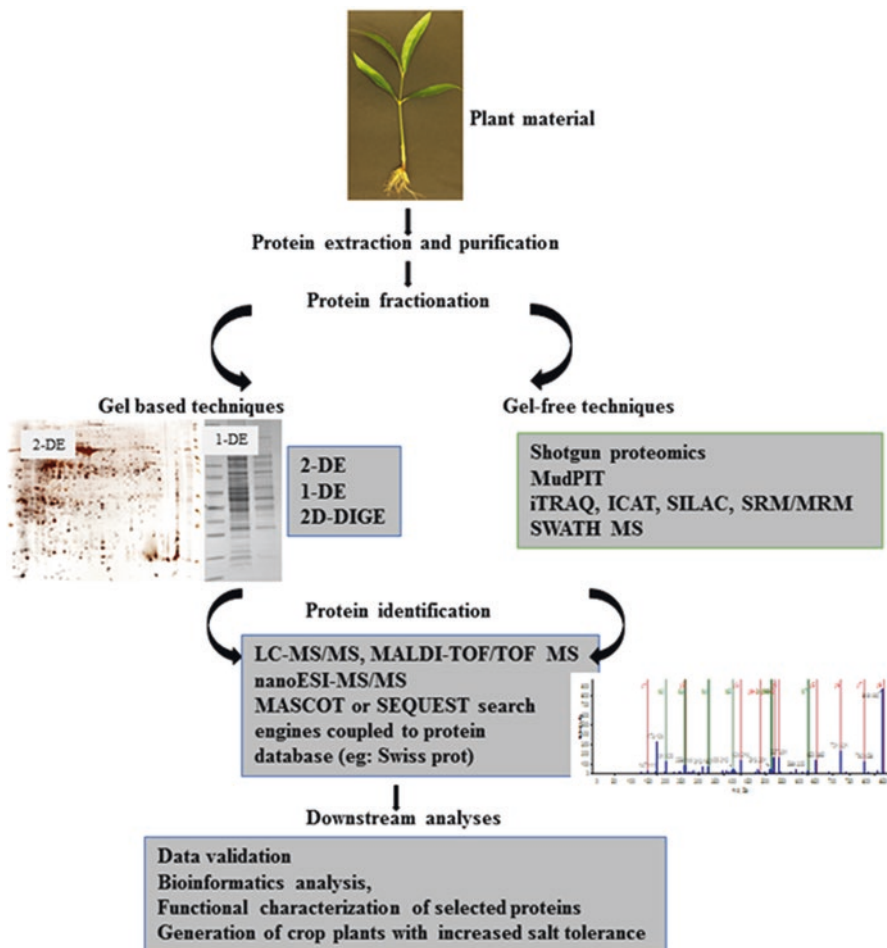 Plant material
Protein extraction and purification
Protein fractionation
Gel based techniques
Gel-free techniques
2-DE
1-DE
2-DE
1-DE
2D-DIGE
Shotgun proteomics
MudPIT
iTRAQ, ICAT, SILAC, SRM/MRM
SWATH MS
Protein identification
LC-MS/MS, MALDI-TOF/TOF MS
nanoESI-MS/MS
MASCOT or SEQUEST search
engines coupled to protein
database (eg: Swiss prot)
Downstream analyses
Data validation
Bioinformatics analysis,
Functional characterization of selected proteins
Generation of crop plants with increased salt tolerance